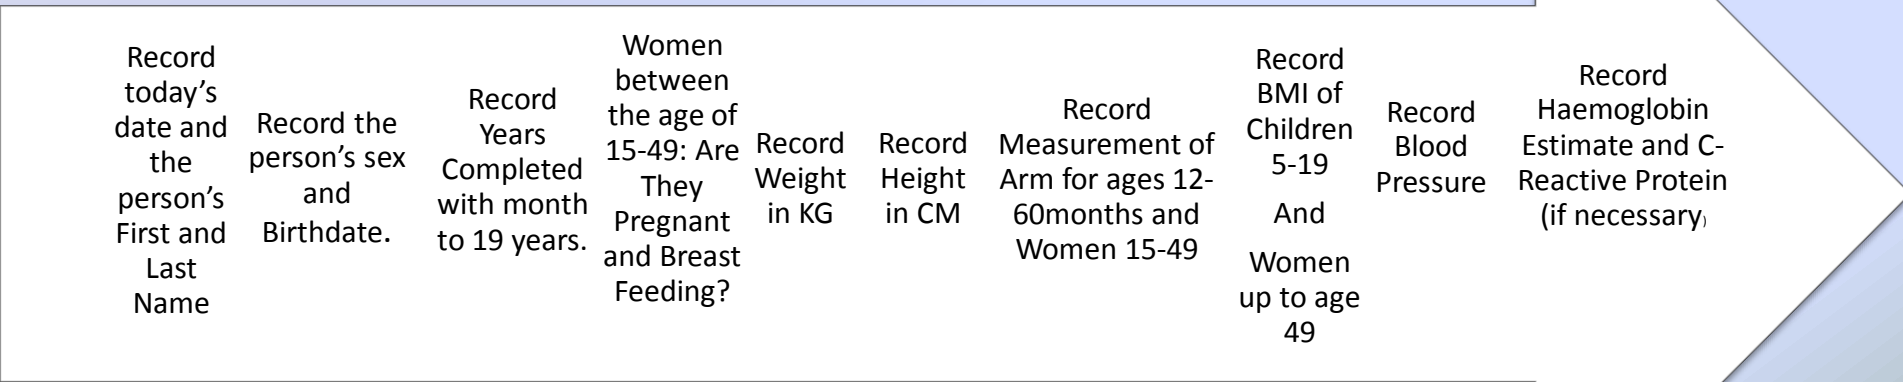 Record
today’s
date and
the
person’s
First and
Last
Name
Record the
person’s sex
and
Birthdate.
Record
Years
Completed
with month
to 19 years.
Women
between
the age of
15-49: Are
They
Pregnant
and Breast
Feeding?
Record
Weight
in KG
Record
Height
in CM
Record
Measurement of
Arm for ages 12-
60months and
Women 15-49
Record
BMI of
Children
5-19
And
Women
up to age
49
Record
Blood
Pressure
Record
Haemoglobin
Estimate and C-
Reactive Protein
(if necessary)